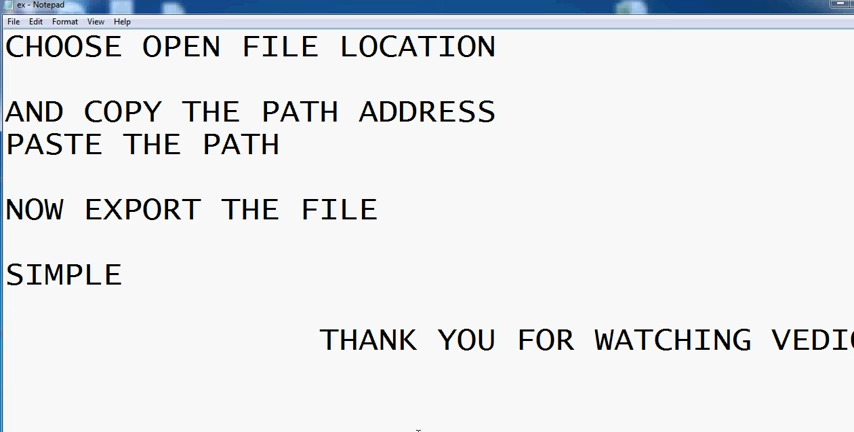 ex - Notepad
File Edit Format View Help
CHOOSE OPEN FILE LOCATION
AND COPY THE PATH ADDRESS
PASTE THE PATH
NOW EXPORT THE FILE
SIMPLE
THANK YOU FOR WATCHING